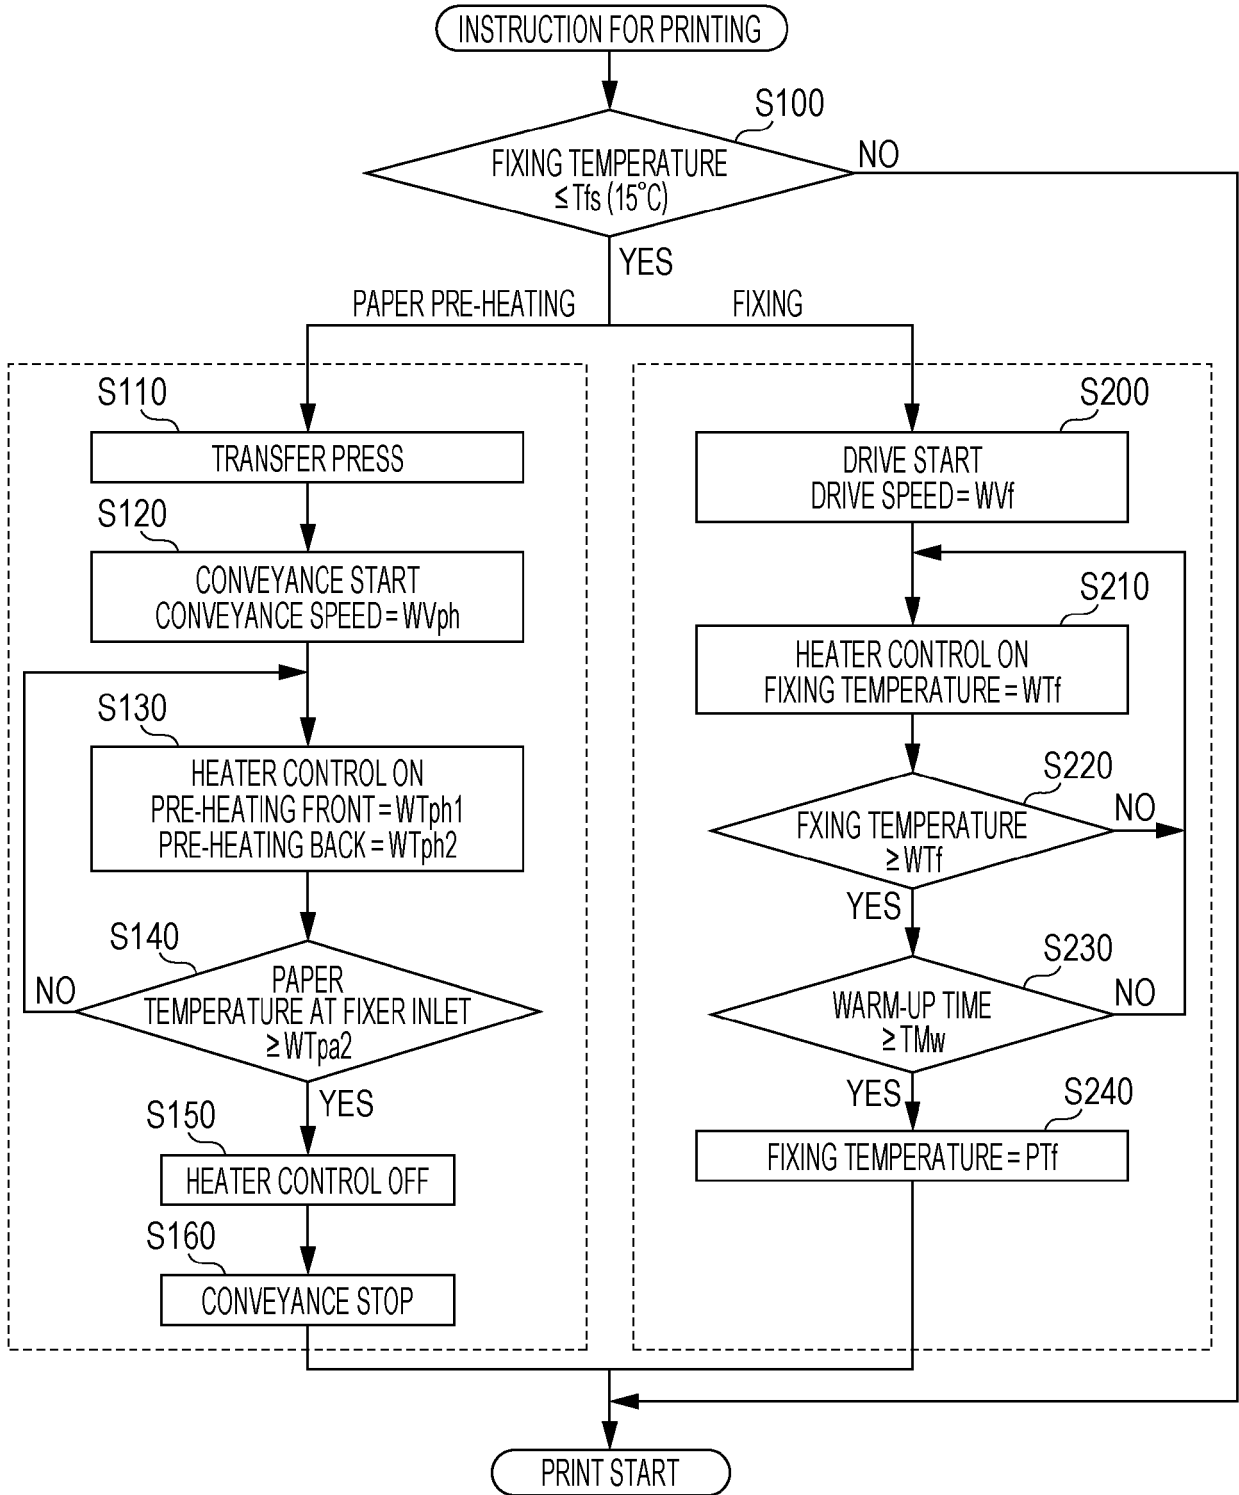 INSTRUCTION FOR PRINTING
S100
FIXING TEMPERATURE
≤ Tfs (15°C)
NO
YES
PAPER PRE-HEATING
FIXING
S110
TRANSFER PRESS
S120
CONVEYANCE START
CONVEYANCE SPEED = WVph
S130
HEATER CONTROL ON
PRE-HEATING FRONT = WTph1
PRE-HEATING BACK = WTph2
S140
PAPER
TEMPERATURE AT FIXER INLET
≥ WTpa2
NO
YES
S150
HEATER CONTROL OFF
S160
CONVEYANCE STOP
S200
DRIVE START
DRIVE SPEED = WVf
S210
HEATER CONTROL ON
FIXING TEMPERATURE = WTf
S220
FXING TEMPERATURE
≥ WTf
NO
YES
S230
WARM-UP TIME
≥ TMw
NO
YES
S240
FIXING TEMPERATURE = PTf
PRINT START